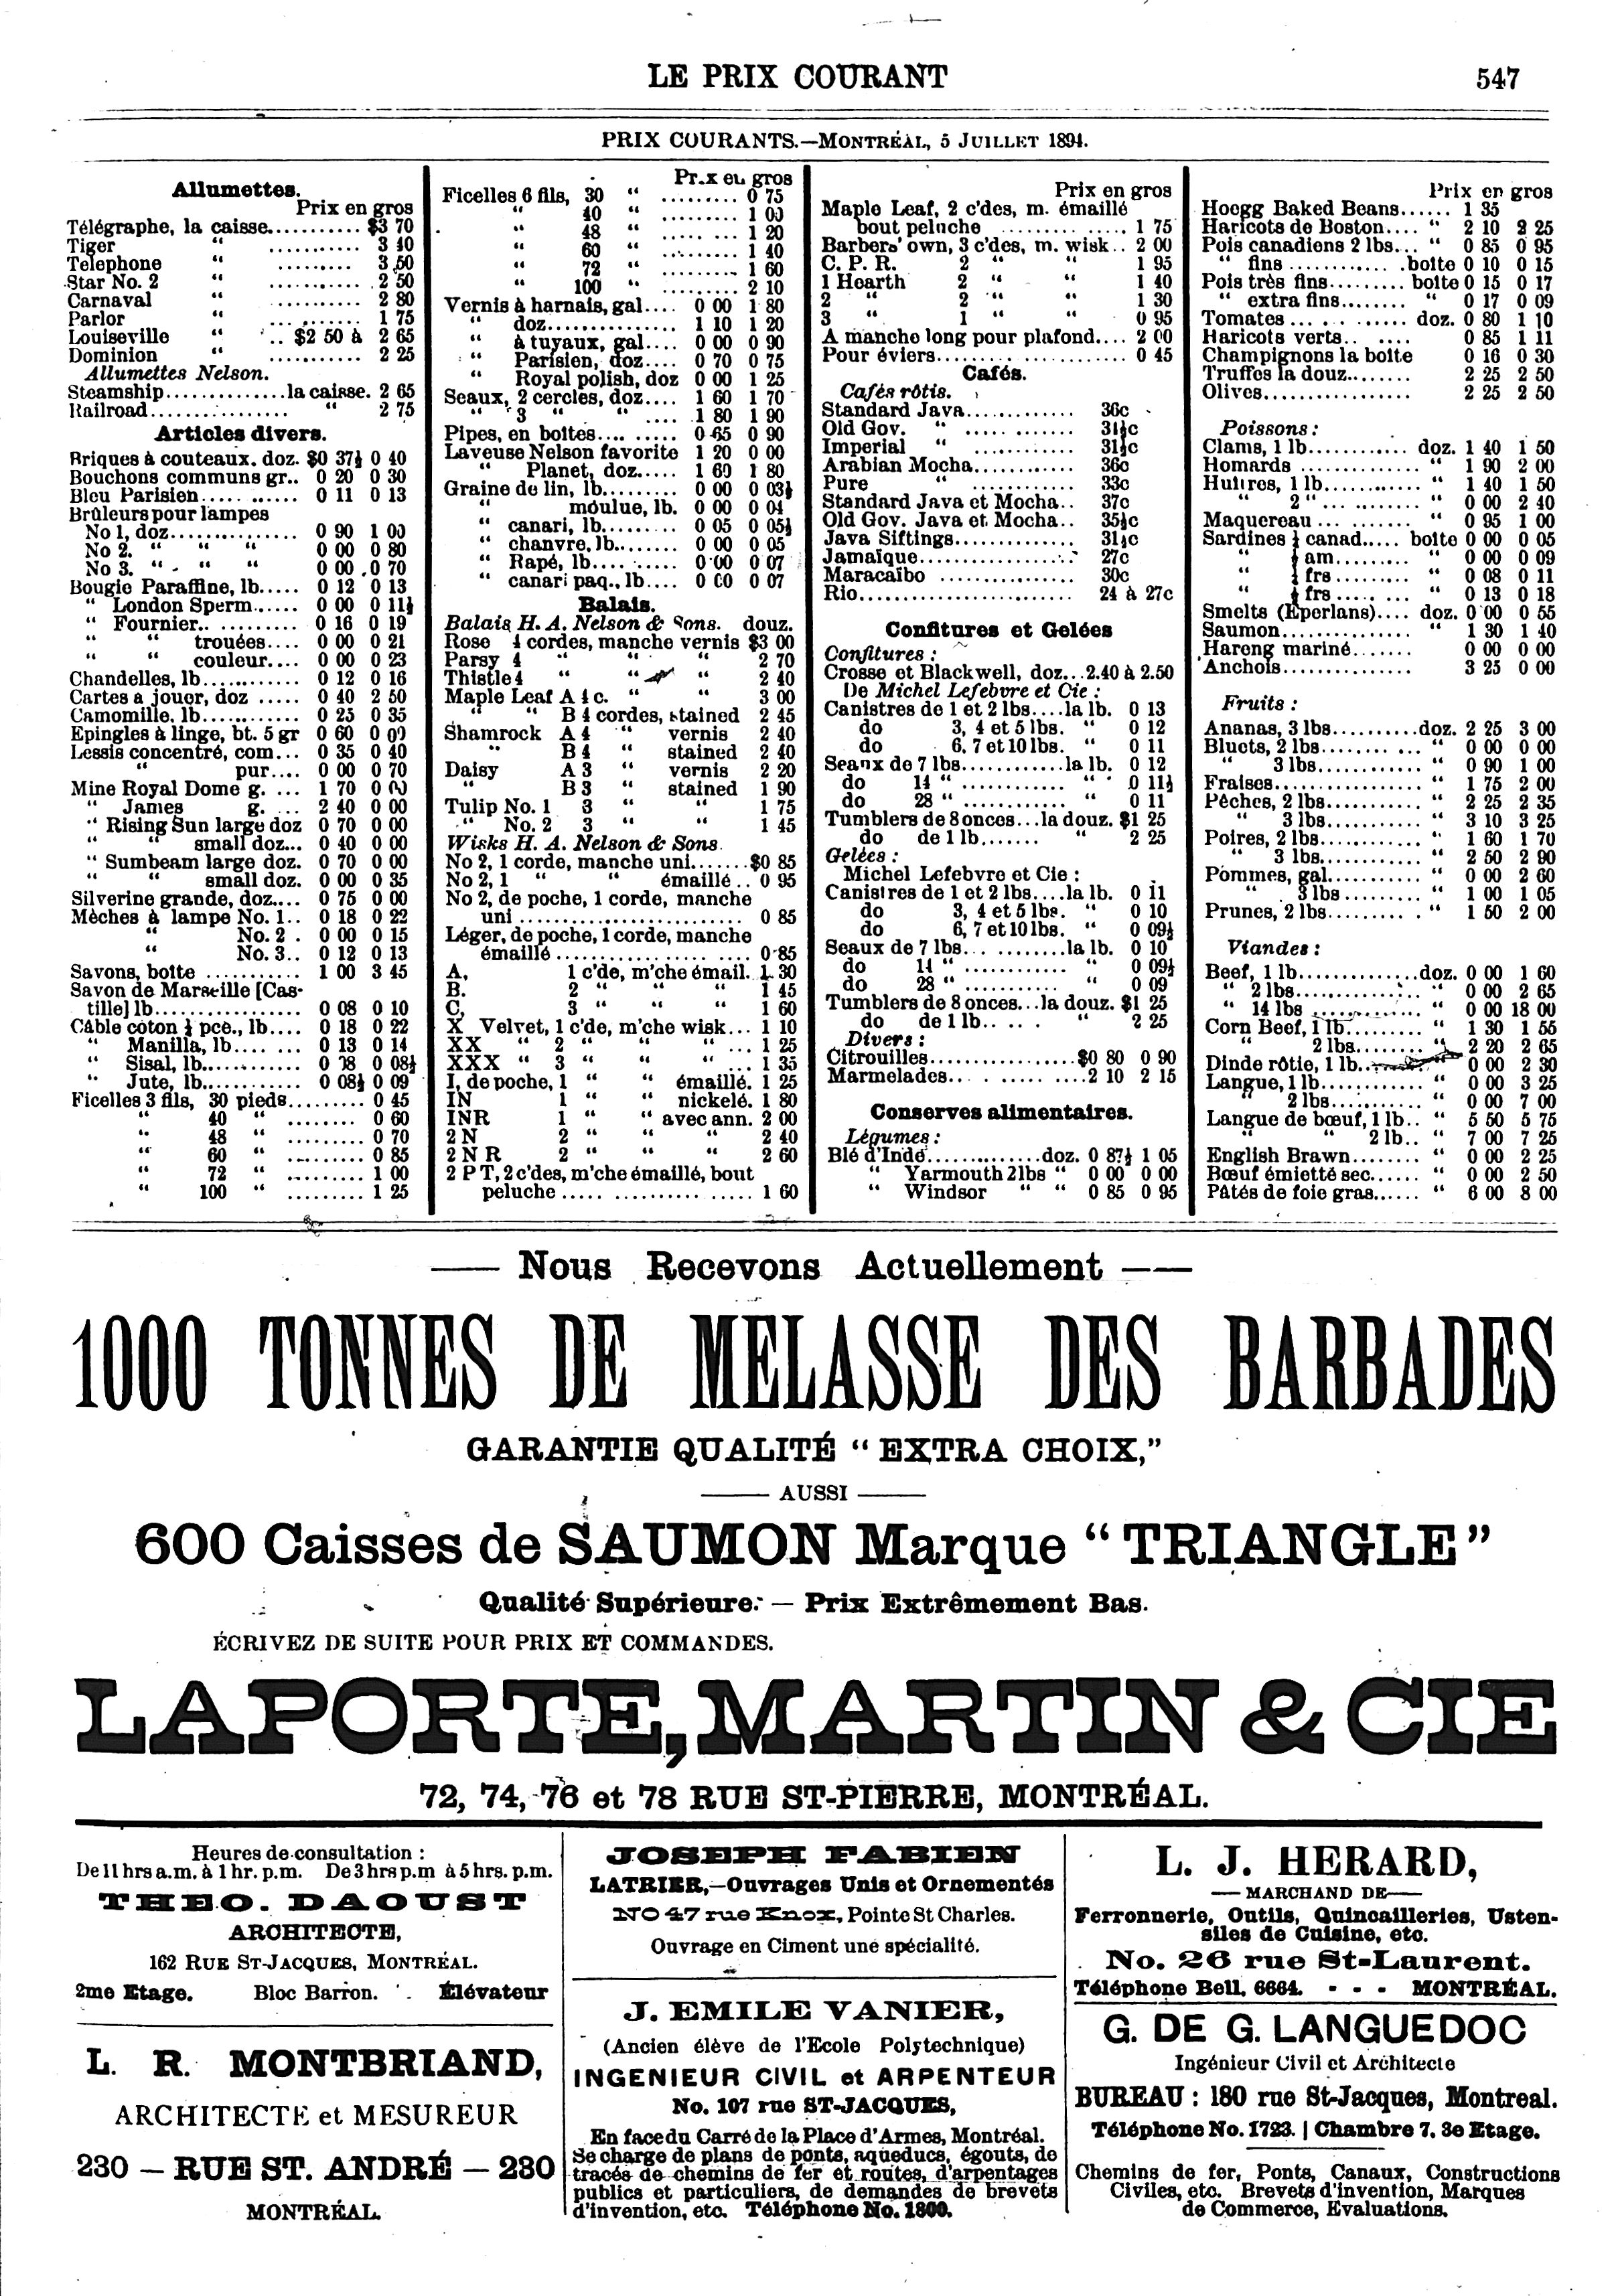 LE PRIX COURANT
547
PRIX COURANTS.—MONTRÉAL, 5 JUILLET 1894.
Allumettes.
Prix en gros
Télégraphe, la caisse........... $3 70
Tiger “ ........... 3 40
Telephone “ ......... 3 50
Star No. 2 “ ......... 2 50
Carnaval “ ......... 2 80
Parlor “ ......... 1 75
Louiseville “ .. $2 50 à 2 65
Dominion “ 2 25
Allumettes Nelson.
Steamship..............la caisse. 2 65
Railroad.............. “ 2 75
Articles divers.
Briques à couteaux. doz. $0 37½ 0 40
Bouchons communs gr.. 0 20 0 30
Bleu Parisien..... ...... 0 11 0 13
Brûleurs pour lampes
No 1, doz............... 0 90 1 00
No 2. “ “ “ 0 00 0 80
No 3. “ “ “ 0 00 0 70
Bougie Paraffine, lb..... 0 12 0 13
“ London Sperm..... 0 00 0 11½
“ Fournier.. ......... 0 16 0 19
“ “ trouées.... 0 00 0 21
“ “ couleur.... 0 00 0 23
Chandelles, lb............ 0 12 0 16
Cartes a jouer, doz ..... 0 40 2 50
Camomille, lb............ 0 25 0 35
Epingles à linge, bt. 5 gr 0 60 0 00
Lessis concentré, com... 0 35 0 40
“ pur.... 0 00 0 70
Mine Royal Dome g. ... 1 70 0 00
“ James g. ... 2 40 0 00
“ Rising Sun large doz 0 70 0 00
“ “ small doz... 0 40 0 00
“ Sumbeam large doz. 0 70 0 00
“ “ small doz. 0 00 0 35
Silverine grande, doz.... 0 75 0 00
Mèches à lampe No. 1.. 0 18 0 22
“ No. 2 . 0 00 0 15
“ No. 3.. 0 12 0 13
Savons, boîte ........... 1 00 3 45
Savon de Marseille [Cas-
tille] lb.................. 0 08 0 10
Câble coton ¼ pce., lb.... 0 18 0 22
“ Manilla, lb.... ... 0 13 0 14
“ Sisal, lb............ 0 08½
“ Jute, lb............ 0 08½ 0 09
Ficelles 3 fils, 30 pieds......... 0 45
“ 40 “ ........ 0 60
“ 48 “ ......... 0 70
“ 60 “ ......... 0 85
“ 72 “ ......... 1 00
“ 100 “ ......... 1 25
Prix en gros
Ficelles 6 fils, 30 “ ......... 0 75
“ 40 “ ......... 1 00
“ 48 “ ......... 1 20
“ 60 “ ......... 1 40
“ 72 “ ......... 1 60
“ 100 “ ......... 2 10
Vernis à harnais, gal.... 0 00 1 80
“ doz............... 1 10 1 20
“ à tuyaux, gal.... 0 00 0 90
“ Parisien, doz.... 0 70 0 75
“ Royal polish, doz 0 00 1 25
Seaux, 2 cercles, doz.... 1 60 1 70
“ 3 “ “ .... 1 80 1 90
Pipes, en boîtes.... ..... 0 65 0 90
Laveuse Nelson favorite 1 20 0 00
“ Planet, doz..... 1 60 1 80
Graine de lin, lb......... 0 00 0 03½
“ moulue, lb. 0 00 0 04
“ canari, lb......... 0 05 0 05½
“ chanvre, lb........ 0 00 0 05
“ Rapé, lb.... ...... 0 00 0 07
“ canari paq., lb.... 0 00 0 07
Balais.
Balais H. A. Nelson & Sons. douz.
Rose 4 cordes, manche vernis $3 00
Parsy 4 “ “ “ 2 70
Thistle 4 “ “ 2 40
Maple Leaf A 4 c. “ “ 3 00
“ “ B 4 cordes, stained 2 45
Shamrock A 4 “ vernis 2 40
“ B 4 “ stained 2 40
Daisy A 3 “ vernis 2 20
“ B 3 “ stained 1 90
Tulip No. 1 3 “ “ 1 75
“ No. 2 3 “ “ 1 45
Wisks H. A. Nelson & Sons.
No 2, 1 corde, manche uni.......$0 85
No 2, 1 “ “ émaillé .. 0 95
No 2, de poche, 1 corde, manche
uni ............................ 0 85
Léger, de poche, 1 corde, manche
émaillé ........................ 0 85
A, 1 c'de, m'che émail. 1 30
B. 2 “ “ “ 1 45
C, 3 “ “ “ 1 60
X Velvet, 1 c'de, m'che wisk... 1 10
XX “ 2 “ “ “ ... 1 25
XXX “ 3 “ “ “ ... 1 35
I, de poche, 1 “ “ émaillé. 1 25
IN 1 “ “ nickelé. 1 80
INR 1 “ “ avec ann. 2 00
2 N 2 “ “ “ 2 40
2 N R 2 “ “ “ 2 60
2 P T, 2 c'des, m'che émaillé, bout
peluche ........................ 1 60
Prix en gros
Maple Leaf, 2 c'des, m. émaillé
bout peluche ................. 1 75
Barbers' own, 3 c'des, m. wisk.. 2 00
C. P. R. 2 “ “ 1 95
1 Hearth 2 “ “ 1 40
2 “ 2 “ “ 1 30
3 “ 1 “ “ 0 95
A manche long pour plafond.... 2 00
Pour éviers...................... 0 45
Cafés.
Cafés rôtis.
Standard Java............. 36c
Old Gov. “ ............ 31½c
Imperial “ ............ 31½c
Arabian Mocha............. 36c
Pure “ ............ 33c
Standard Java et Mocha.. 37c
Old Gov. Java et Mocha.. 35½c
Java Siftings............... 31½c
Jamaïque................... 27c
Maracaïbo ................. 30c
Rio.......................... 24 à 27c
Confitures et Gelées
Confitures :
Crosse et Blackwell, doz...2.40 à 2.50
De Michel Lefebvre et Cie :
Canistres de 1 et 2 lbs....la lb. 0 13
do 3, 4 et 5 lbs. “ 0 12
do 6, 7 et 10 lbs. “ 0 11
Seaux de 7 lbs............la lb. 0 12
do 14 “ ............ “ 0 11½
do 28 “ ............ “ 0 11
Tumblers de 8 onces...la douz. $1 25
do de 1 lb....... “ 2 25
Gelées :
Michel Lefebvre et Cie :
Canistres de 1 et 2 lbs....la lb. 0 11
do 3, 4 et 5 lbs. “ 0 10
do 6, 7 et 10 lbs. “ 0 09½
Seaux de 7 lbs............la lb. 0 10
do 14 “ ............ “ 0 09½
do 28 “ ............ “ 0 09
Tumblers de 8 onces...la douz. $1 25
do de 1 lb....... “ 2 25
Divers :
Citrouilles.................$0 80 0 90
Marmelades.................2 10 2 15
Conserves alimentaires.
Légumes :
Blé d'Inde..............doz. 0 87½ 1 05
“ Yarmouth 2 lbs “ 0 00 0 00
“ Windsor “ “ 0 85 0 95
Prix en gros
Hoegg Baked Beans...... 1 35
Haricots de Boston.... “ 2 10 2 25
Pois canadiens 2 lbs... “ 0 85 0 95
“ fins ..............boîte 0 10 0 15
Pois très fins.........boîte 0 15 0 17
“ extra fins........ “ 0 17 0 09
Tomates ... . . ...... doz. 0 80 1 10
Haricots verts.. .... 0 85 1 11
Champignons la boîte 0 16 0 30
Truffes la douz........ 2 25 2 50
Olives.................. 2 25 2 50
Poissons :
Clams, 1 lb.............. doz. 1 40 1 50
Homards .............. “ 1 90 2 00
Huîtres, 1 lb............ “ 1 40 1 50
“ 2 “ ... ........ “ 0 00 2 40
Maquereau ... ....... “ 0 95 1 00
Sardines ¼ canad..... boîte 0 00 0 05
“ ½ am........... “ 0 00 0 09
“ ¼ frs .......... “ 0 08 0 11
“ ½ frs .......... “ 0 13 0 18
Smelts (Eperlans).... doz. 0 00 0 55
Saumon................ “ 1 30 1 40
Hareng mariné......... 0 00 0 00
Anchois................ 3 25 0 00
Fruits :
Ananas, 3 lbs...........doz. 2 25 3 00
Bluets, 2 lbs......... ... “ 0 00 0 00
“ 3 lbs............ “ 0 90 1 00
Fraises.................. “ 1 75 2 00
Pêches, 2 lbs............ “ 2 25 2 35
“ 3 lbs............ “ 3 10 3 25
Poires, 2 lbs............. “ 1 60 1 70
“ 3 lbs............. “ 2 50 2 90
Pommes, gal............. “ 0 00 2 60
“ 3 lbs .......... “ 1 00 1 05
Prunes, 2 lbs............ “ 1 50 2 00
Viandes :
Beef, 1 lb...............doz. 0 00 1 60
“ 2 lbs............... “ 0 00 2 65
“ 14 lbs ............. “ 0 00 18 00
Corn Beef, 1 lb.......... “ 1 30 1 55
“ 2 lbs........ “ 2 20 2 65
Dinde rôtie, 1 lb.. 0 00 2 30
Langue, 1 lb............. “ 0 00 3 25
“ 2 lbs............ “ 0 00 7 00
Langue de bœuf, 1 lb.. “ 5 50 5 75
“ “ 2 lb.. “ 7 00 7 25
English Brawn.......... “ 0 00 2 25
Bœuf émietté sec...... “ 0 00 2 50
Pâtés de foie gras...... “ 6 00 8 00
— Nous Recevons Actuellement —
1000 TONNES DE MELASSE DES BARBADES
GARANTIE QUALITÉ “ EXTRA CHOIX,”
— AUSSI —
600 Caisses de SAUMON Marque “ TRIANGLE ”
Qualité Supérieure. — Prix Extrêmement Bas.
ÉCRIVEZ DE SUITE POUR PRIX ET COMMANDES.
LAPORTE, MARTIN & CIE
72, 74, 76 et 78 RUE ST-PIERRE, MONTRÉAL.
Heures de consultation :
De 11 hrs a.m. à 1 hr. p.m. De 3 hrs p.m à 5 hrs. p.m.
THEO. DAOUST
ARCHITECTE,
162 RUE ST-JACQUES, MONTRÉAL.
2me Etage. Bloc Barron. Élévateur
L. R. MONTBRIAND,
ARCHITECTE et MESUREUR
230 — RUE ST. ANDRÉ — 230
MONTRÉAL.
JOSEPH FABIEN
LATRIER,—Ouvrages Unis et Ornementés
NO 47 rue Knox, Pointe St Charles.
Ouvrage en Ciment une spécialité.
J. EMILE VANIER,
(Ancien élève de l'Ecole Polytechnique)
INGENIEUR CIVIL et ARPENTEUR
No. 107 rue ST-JACQUES,
En face du Carré de la Place d'Armes, Montréal.
Se charge de plans de ponts, aqueducs, égouts, de
tracés de chemins de fer et routes, d'arpentages
publics et particuliers, de demandes de brevets
d'invention, etc. Téléphone No. 1800.
L. J. HERARD,
— MARCHAND DE —
Ferronnerie, Outils, Quincailleries, Usten-
siles de Cuisine, etc.
No. 26 rue St-Laurent.
Téléphone Bell, 6664. - - - MONTRÉAL.
G. DE G. LANGUEDOC
Ingénieur Civil et Architecte
BUREAU : 180 rue St-Jacques, Montreal.
Téléphone No. 1723. | Chambre 7. 3e Etage.
Chemins de fer, Ponts, Canaux, Constructions
Civiles, etc. Brevets d'invention, Marques
de Commerce, Evaluations.